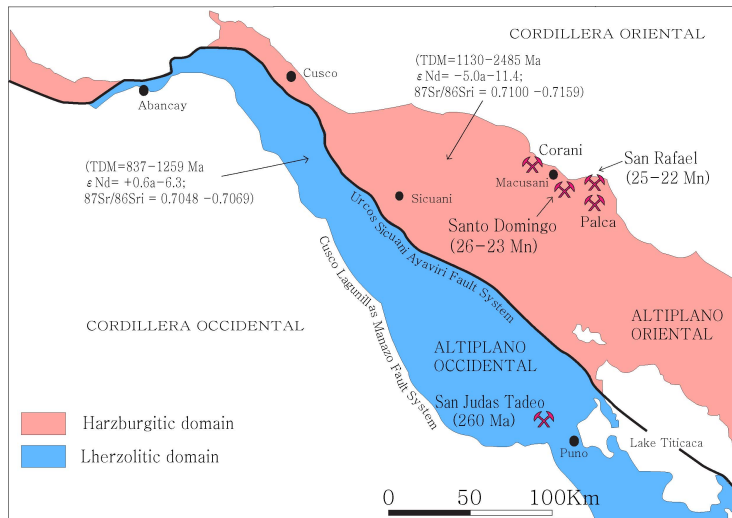 CORDILLERA ORIENTAL
(TDM=1130-2485 Ma
εNd= -5.0a-11.4;
87Sr/86Sri = 0.7100 -0.7159)
Cusco
Abancay
Corani
San Rafael
(25-22 Mn)
Macusani
(TDM=837-1259 Ma
εNd= +0.6a-6.3;
87Sr/86Sri = 0.7048 -0.7069)
Sicuani
Santo Domingo
(26-23 Mn)
Palca
Urcos Sicuani Ayaviri Fault System
Cusco Lagunillas Manazo Fault System
CORDILLERA OCCIDENTAL
ALTIPLANO
ORIENTAL
ALTIPLANO
OCCIDENTAL
San Judas Tadeo
(260 Ma)
Harzburgitic domain
Lherzolitic domain
Puno
Lake Titicaca
0 50 100Km